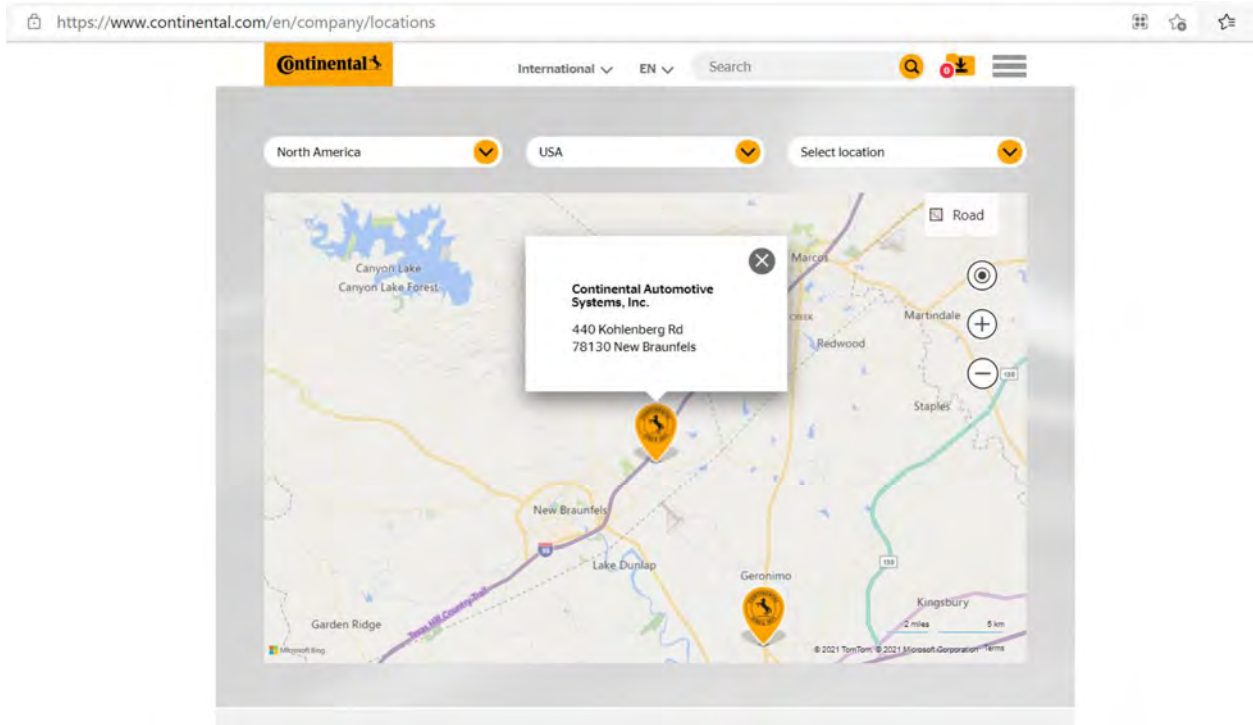 https://www.continental.com/en/company/locations
Continental
International EN Search
0
North America USA Select location
Road
Canyon Lake
Canyon Lake Forest
Marcos
Continental Automotive
Systems, Inc.
440 Kohlenberg Rd
78130 New Braunfels
Martindale
Redwood
130
Staples
New Braunfels
Lake Dunlap
Geronimo
130
Kingsbury
Garden Ridge
Texas Hill Country Trail
2 miles 5 km
Microsoft Bing
© 2021 TomTom, © 2021 Microsoft Corporation Terms